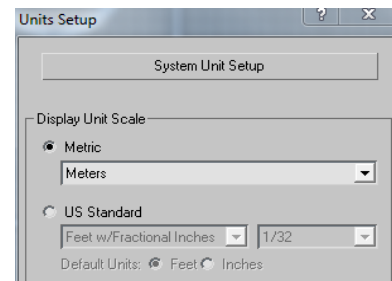 Units Setup
? X
System Unit Setup
Display Unit Scale
Metric
Meters
US Standard
Feet w/Fractional Inches 1/32
Default Units: Feet Inches